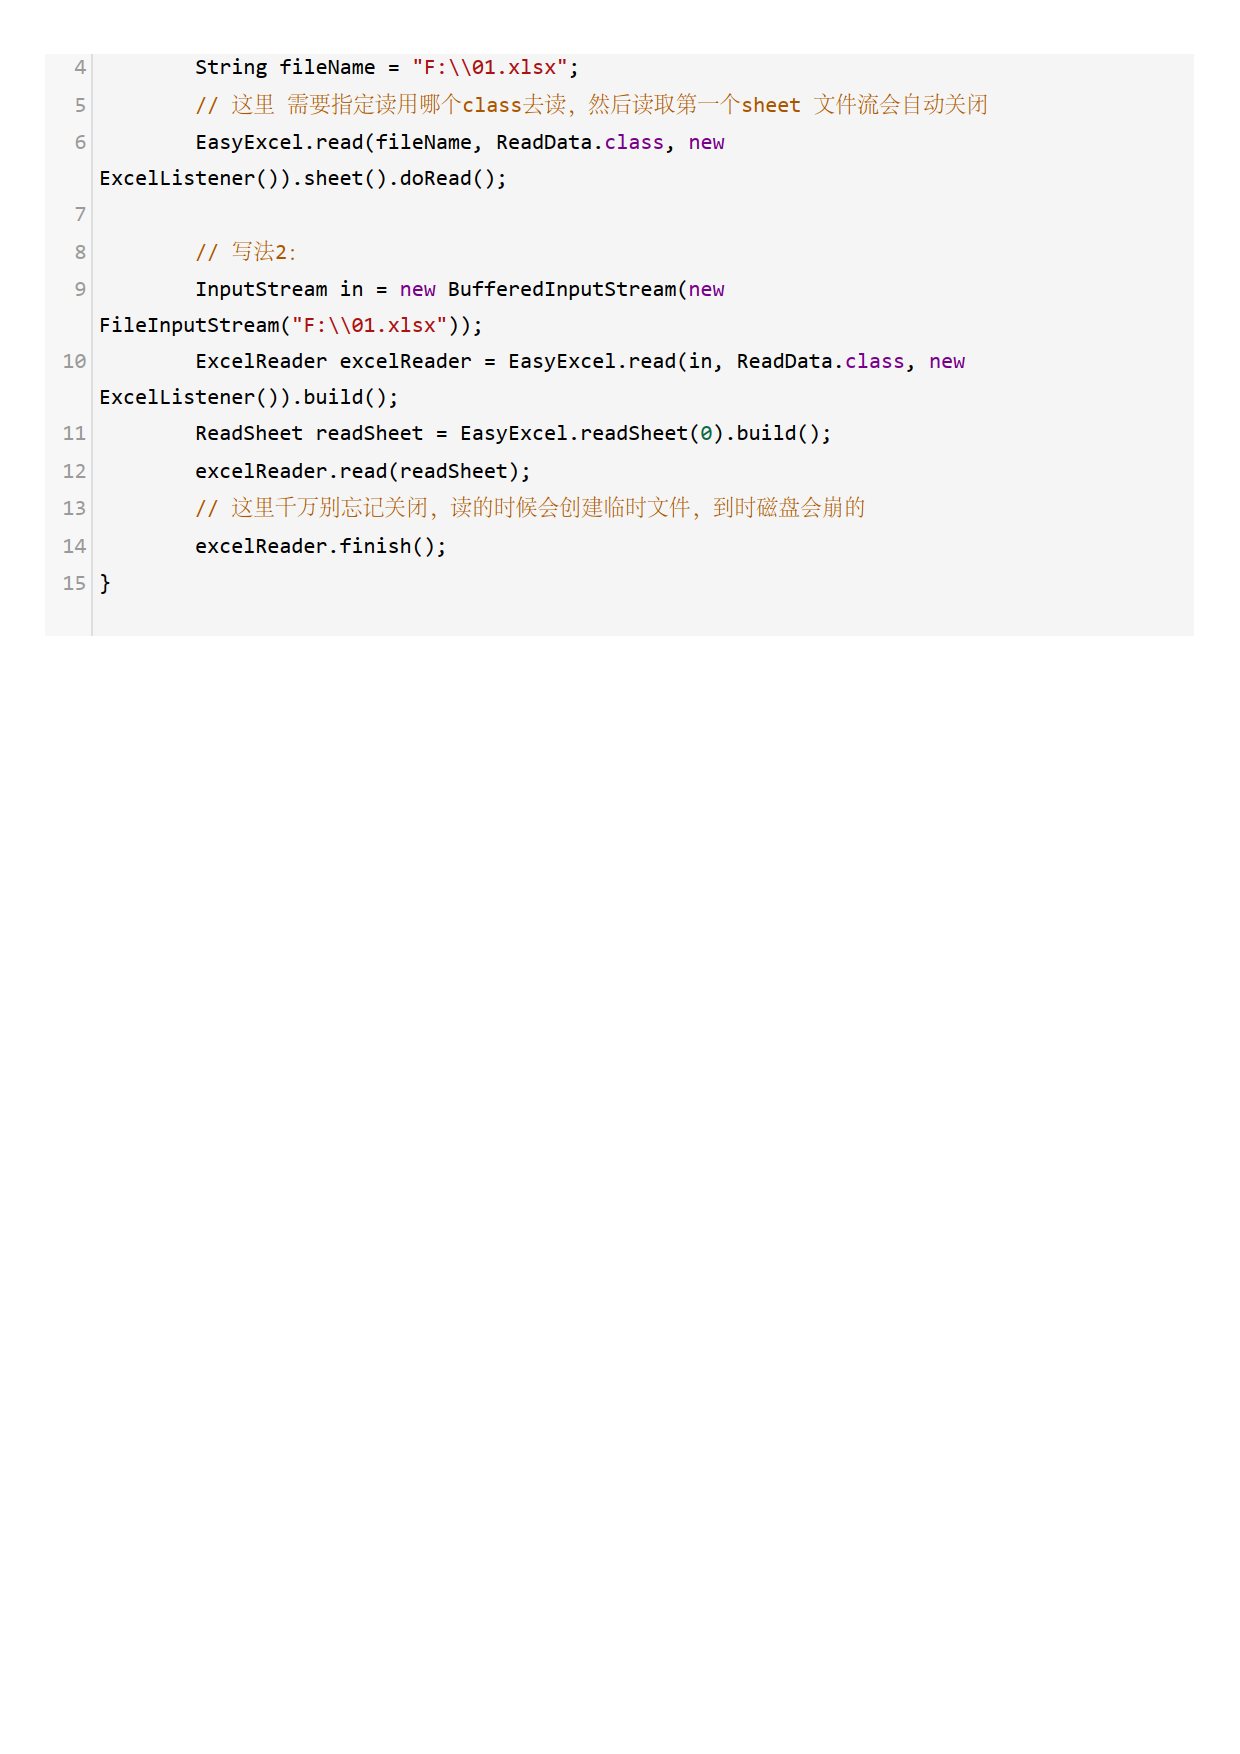 4         String fileName = "F:\\01.xlsx";
5         // 这里 需要指定读用哪个class去读，然后读取第一个sheet 文件流会自动关闭
6         EasyExcel.read(fileName, ReadData.class, new
ExcelListener()).sheet().doRead();
7
8         // 写法2：
9         InputStream in = new BufferedInputStream(new
FileInputStream("F:\\01.xlsx"));
10         ExcelReader excelReader = EasyExcel.read(in, ReadData.class, new
ExcelListener()).build();
11         ReadSheet readSheet = EasyExcel.readSheet(0).build();
12         excelReader.read(readSheet);
13         // 这里千万别忘记关闭，读的时候会创建临时文件，到时磁盘会崩的
14         excelReader.finish();
15 }